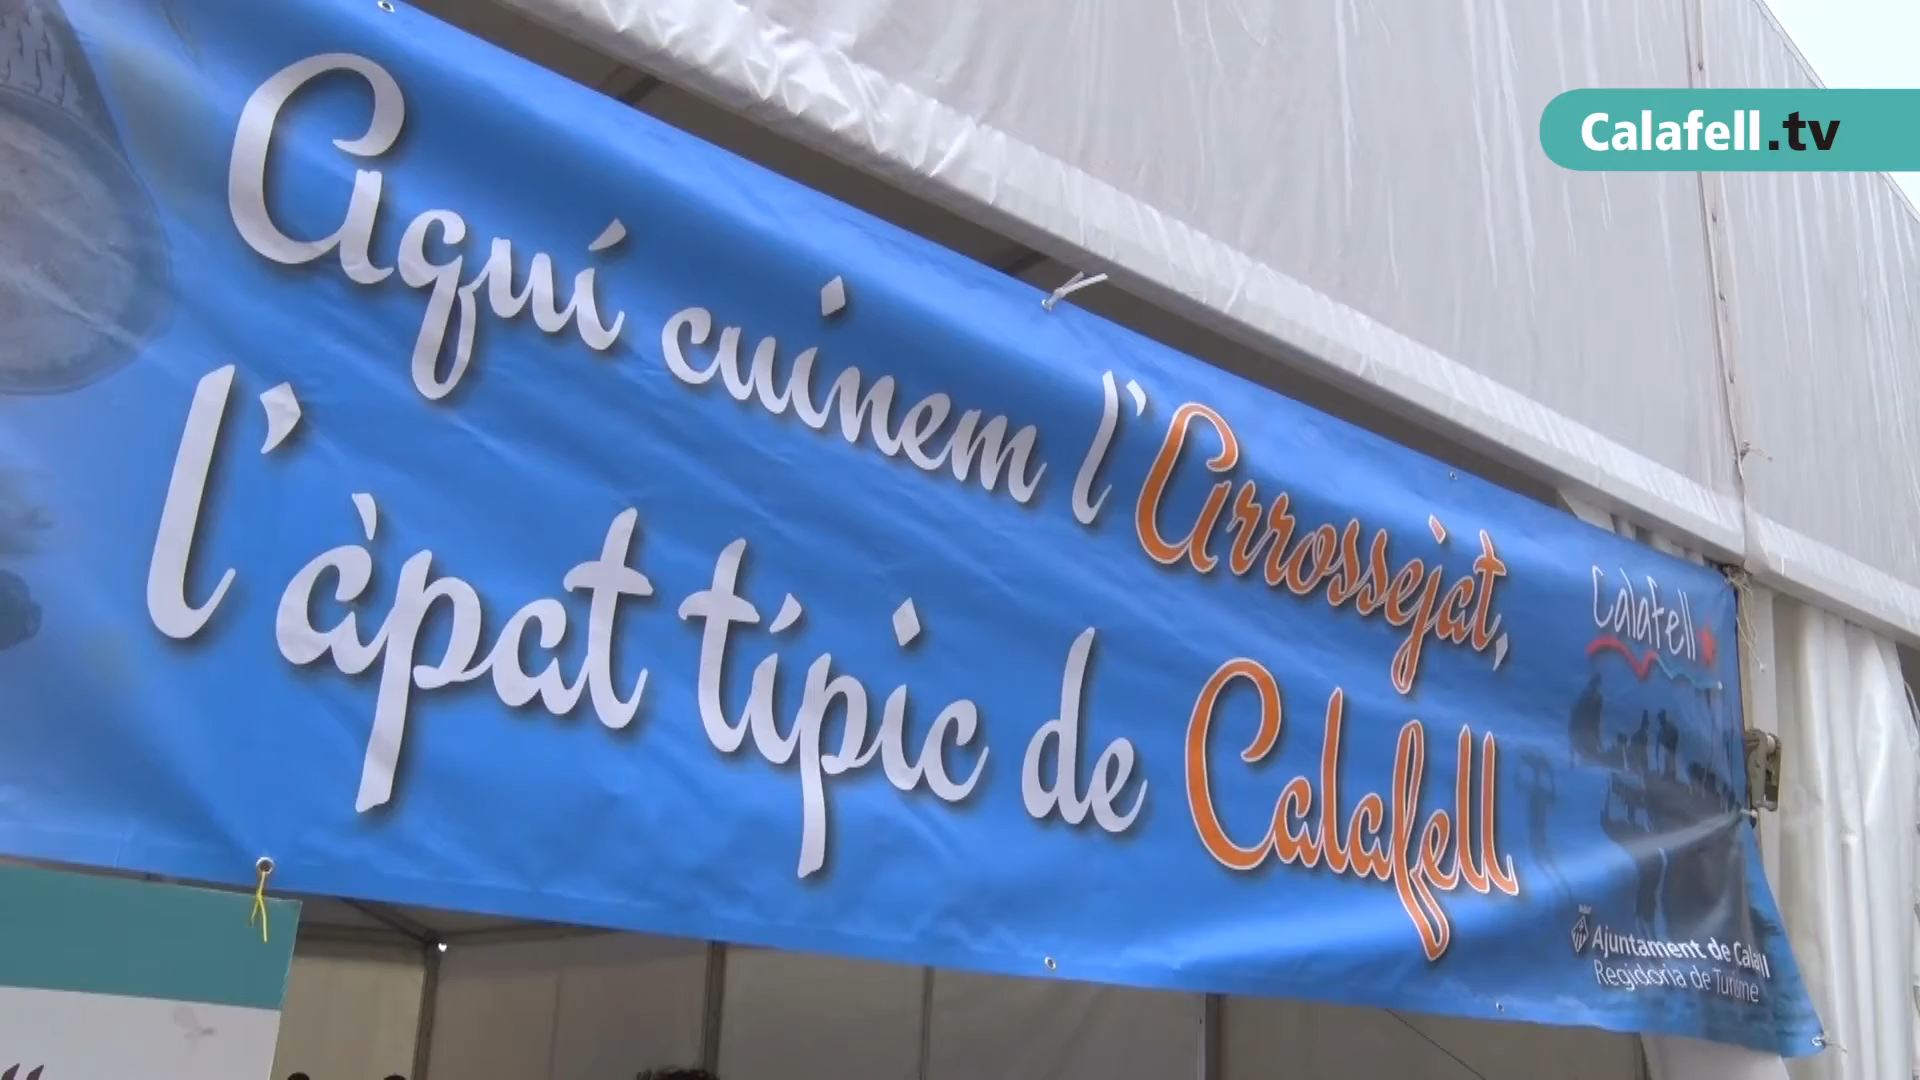 Calafell.tv
Aquí cuinem l'Arrossejat,
l'àpat típic de Calafell
Calafell
Ajuntament de Calafell
Regidoria de Turisme